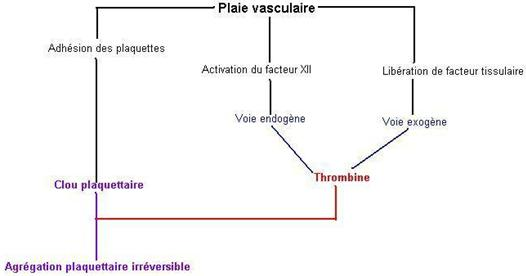 Plaie vasculaire
Adhésion des plaquettes
Activation du facteur XII
Libération de facteur tissulaire
Voie endogène
Voie exogène
Thrombine
Clou plaquettaire
Agrégation plaquettaire irréversible